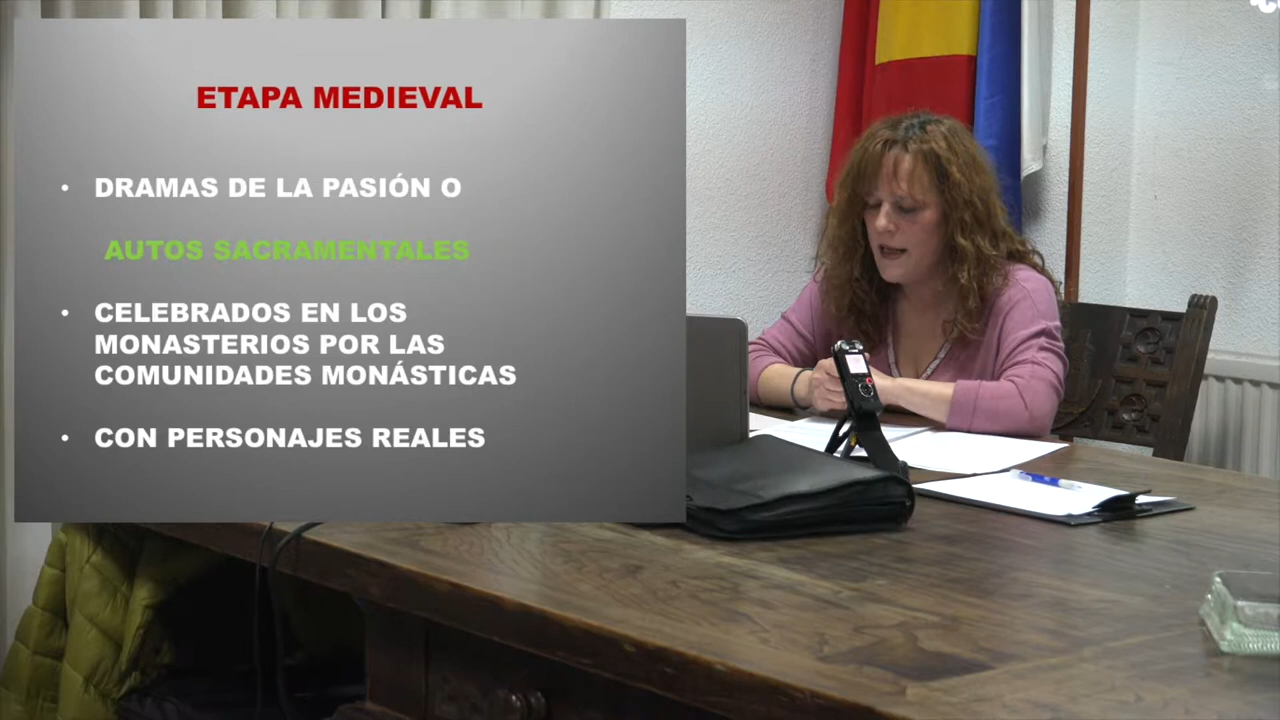 ETAPA MEDIEVAL
• DRAMAS DE LA PASIÓN O
AUTOS SACRAMENTALES
• CELEBRADOS EN LOS
MONASTERIOS POR LAS
COMUNIDADES MONÁSTICAS
• CON PERSONAJES REALES